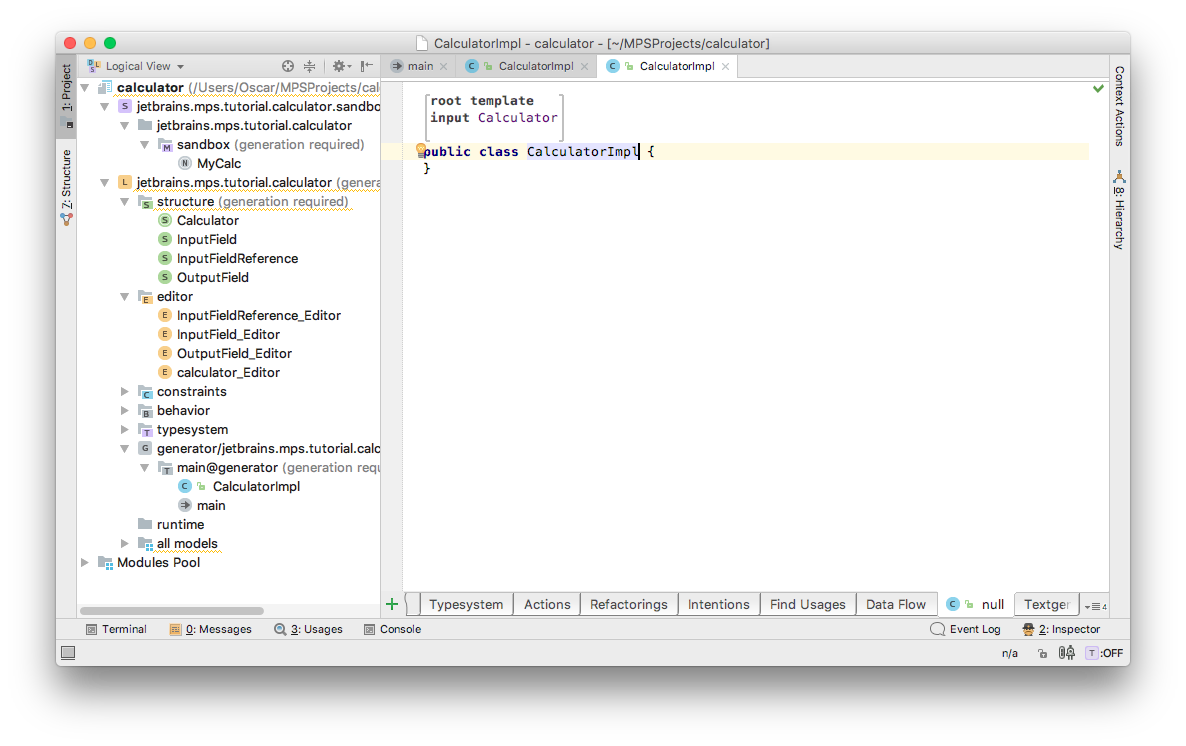 CalculatorImpl - calculator - [~/MPSProjects/calculator]
1: Project
Z: Structure
Logical View
main
CalculatorImpl
CalculatorImpl
calculator (/Users/Oscar/MPSProjects/cal
jetbrains.mps.tutorial.calculator.sandbo
jetbrains.mps.tutorial.calculator
sandbox (generation required)
MyCalc
jetbrains.mps.tutorial.calculator (genera
structure (generation required)
Calculator
InputField
InputFieldReference
OutputField
editor
InputFieldReference_Editor
InputField_Editor
OutputField_Editor
calculator_Editor
constraints
behavior
typesystem
generator/jetbrains.mps.tutorial.calc
main@generator (generation requ
CalculatorImpl
main
runtime
all models
Modules Pool
root template
input Calculator
public class CalculatorImpl {
}
Context Actions
8: Hierarchy
Typesystem
Actions
Refactorings
Intentions
Find Usages
Data Flow
null
Textger
4
Terminal
0: Messages
3: Usages
Console
Event Log
2: Inspector
n/a
T :OFF